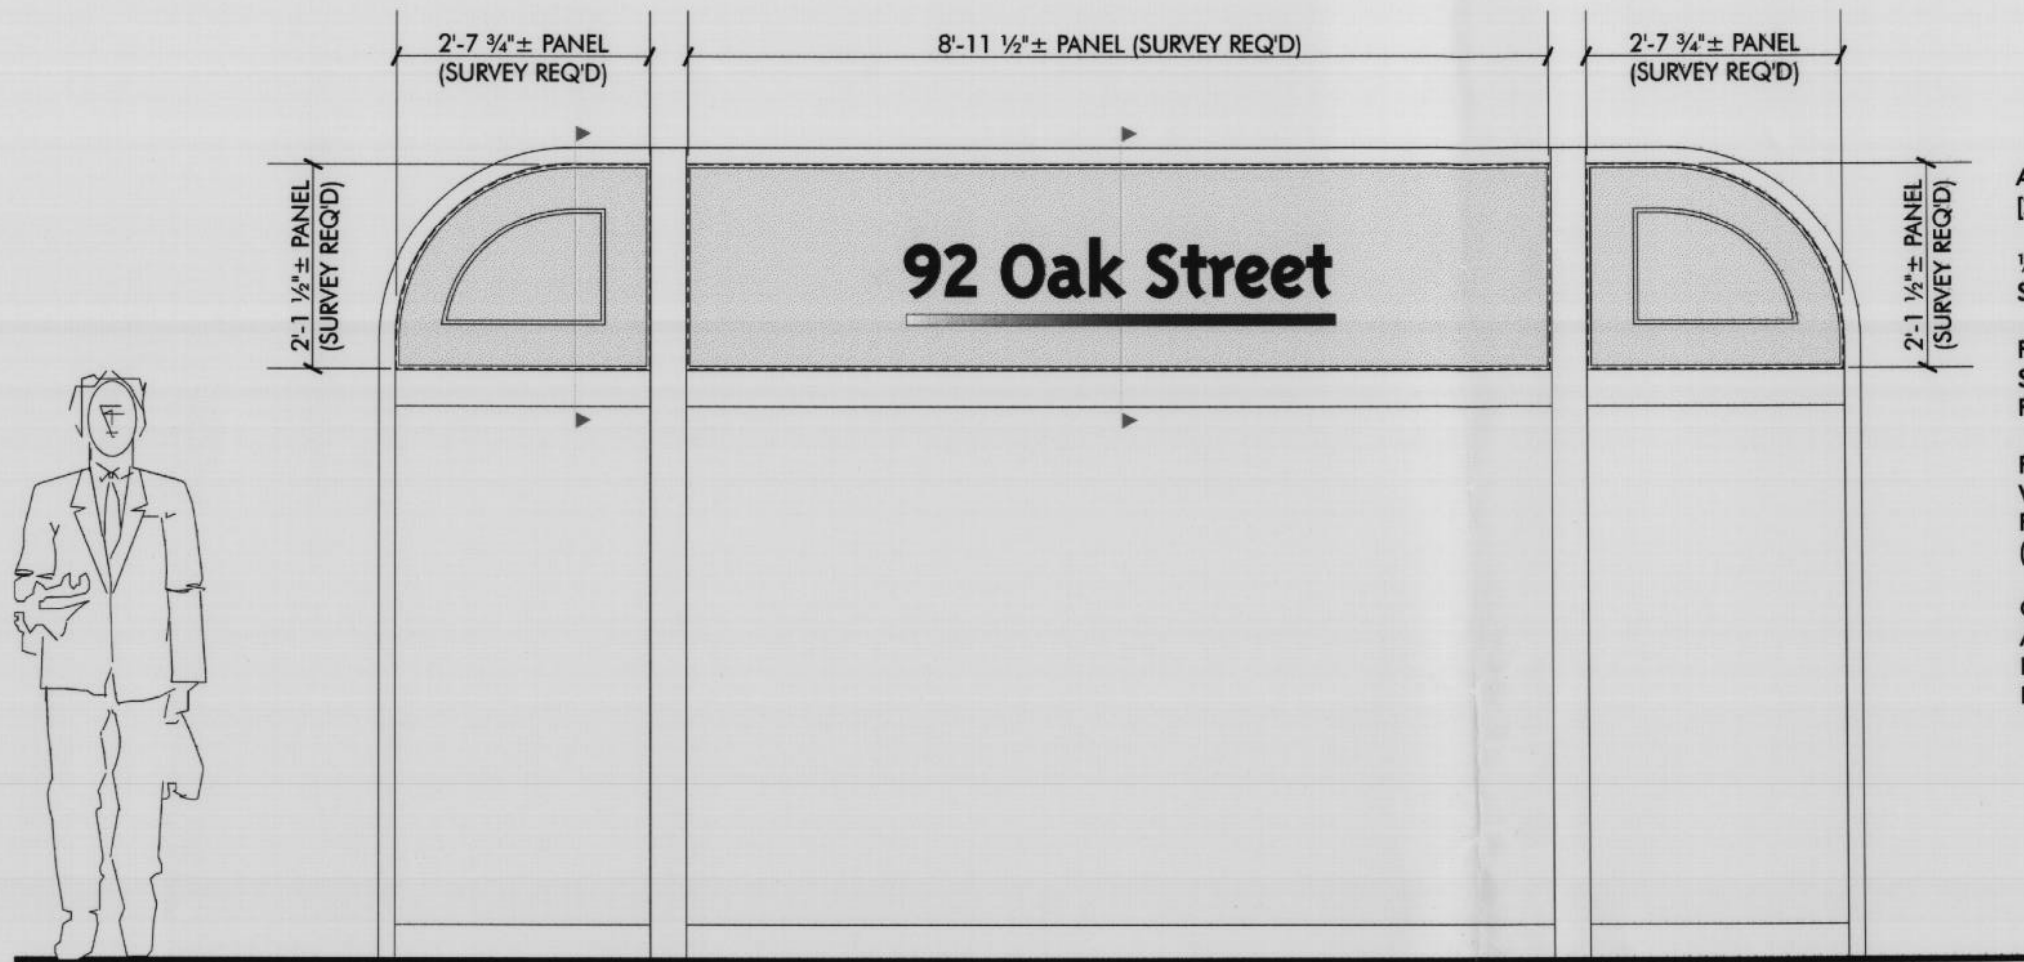 2'-7 ¾"± PANEL
(SURVEY REQ'D)
8'-11 ½"± PANEL (SURVEY REQ'D)
2'-7 ¾"± PANEL
(SURVEY REQ'D)
2'-1 ½"± PANEL
(SURVEY REQ'D)
92 Oak Street
2'-1 ½"± PANEL
(SURVEY REQ'D)